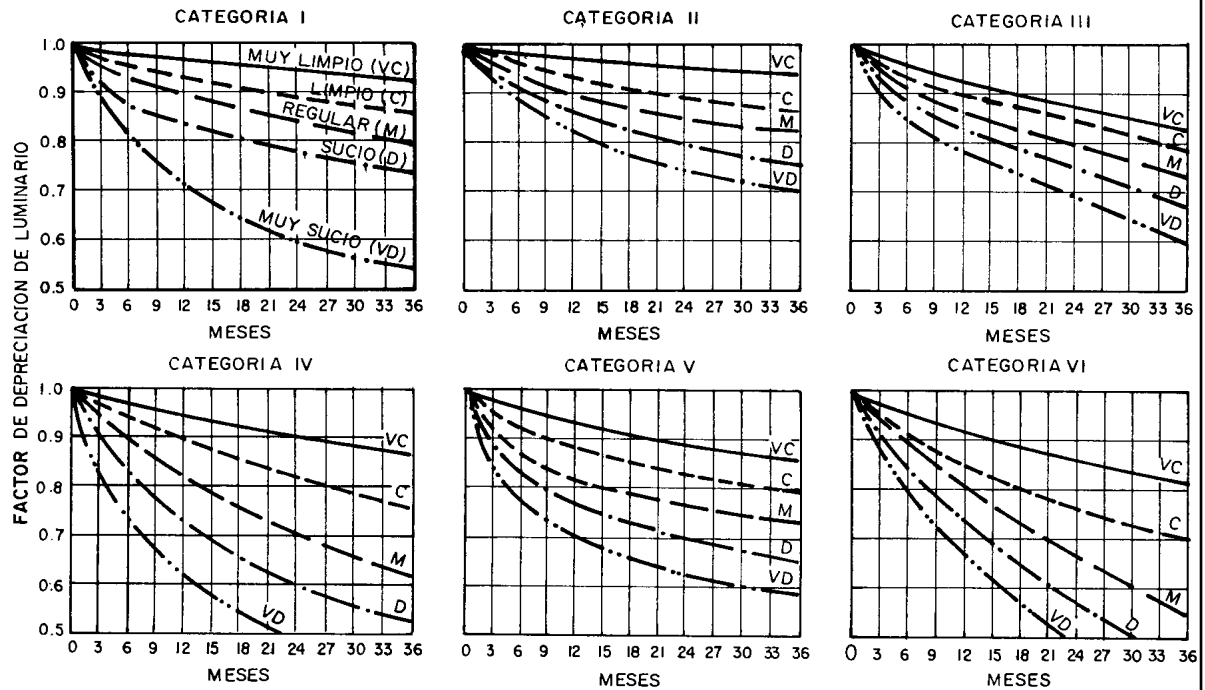 CATEGORIA I
CATEGORIA II
CATEGORIA III
FACTOR DE DEPRECIACION DE LUMINARIO
1.0
0.9
0.8
0.7
0.6
0.5
MUY LIMPIO (VC)
LIMPIO (C)
REGULAR (M)
SUCIO (D)
MUY SUCIO (VD)
0 3 6 9 12 15 18 21 24 27 30 33 36
MESES
VC
C
M
D
VD
0 3 6 9 12 15 18 21 24 27 30 33 36
MESES
VC
C
M
D
VD
0 3 6 9 12 15 18 21 24 27 30 33 36
MESES
CATEGORIA IV
CATEGORIA V
CATEGORIA VI
1.0
0.9
0.8
0.7
0.6
0.5
VC
C
M
D
VD
0 3 6 9 12 15 18 21 24 27 30 33 36
MESES
VC
C
M
D
VD
0 3 6 9 12 15 18 21 24 27 30 33 36
MESES
VC
C
M
D
VD
0 3 6 9 12 15 18 21 24 27 30 33 36
MESES